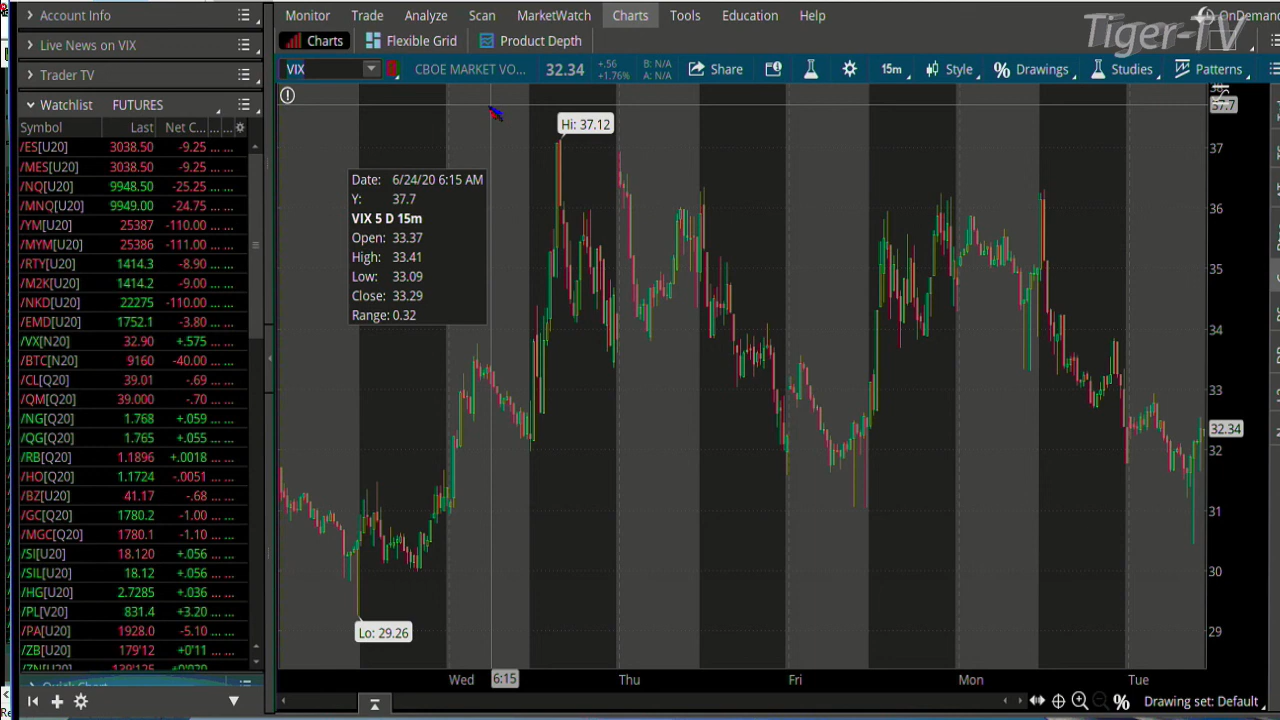 Account Info
Live News on VIX
Trader TV
Watchlist FUTURES
Symbol Last Net C... ... ...
/ES[U20] 3038.50 -9.25 ... ...
/MES[U20] 3038.50 -9.25 ... ...
/NQ[U20] 9948.50 -25.25 ... ...
/MNQ[U20] 9949.00 -24.75 ... ...
/YM[U20] 25387 -110.00 ... ...
/MYM[U20] 25386 -111.00 ... ...
/RTY[U20] 1414.3 -8.90 ... ...
/M2K[U20] 1414.2 -9.00 ... ...
/NKD[U20] 22275 -110.00 ... ...
/EMD[U20] 1752.1 -3.80 ... ...
/VX[N20] 32.90 +.575 ... ...
/BTC[N20] 9160 -40.00 ... ...
/CL[Q20] 39.01 -.69 ... ...
/QM[Q20] 39.000 -.70 ... ...
/NG[Q20] 1.768 +.059 ... ...
/QG[Q20] 1.765 +.055 ... ...
/RB[Q20] 1.1896 +.0018 ... ...
/HO[Q20] 1.1724 -.0051 ... ...
/BZ[U20] 41.17 -.68 ... ...
/GC[Q20] 1780.2 -1.00 ... ...
/MGC[Q20] 1780.1 -1.10 ... ...
/SI[U20] 18.120 +.056 ... ...
/SIL[U20] 18.12 +.056 ... ...
/HG[U20] 2.7285 +.036 ... ...
/PL[V20] 831.4 +3.20 ... ...
/PA[U20] 1928.0 -5.10 ... ...
/ZB[U20] 179'12 +0'11 ... ...
/ZN[U20] 139'125 +0'020 ... ...
Quick Chart
Monitor Trade Analyze Scan MarketWatch Charts Tools Education Help
OnDemand
Tiger-TV
Charts Flexible Grid Product Depth
VIX CBOE MARKET VO... 32.34 +.56 +1.76% B: N/A A: N/A Share 15m Style Drawings Studies Patterns
Hi: 37.12
Date: 6/24/20 6:15 AM
Y: 37.7
VIX 5 D 15m
Open: 33.37
High: 33.41
Low: 33.09
Close: 33.29
Range: 0.32
Lo: 29.26
37.7
37
36
35
34
33
32.34
32
31
30
29
Wed 6:15 Thu Fri Mon Tue
Drawing set: Default